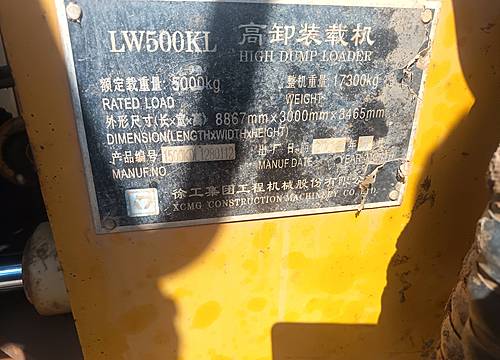 LW500KL 高卸装载机
HIGH DUMP LOADER
额定载重量: 5000kg 整机重量: 17300kg
RATED LOAD WEIGHT
外形尺寸(长×宽×高) 8867mm×3000mm×3465mm
DIMENSION(LENGTH×WIDTH×HEIGHT)
产品编号 出厂日期 年
MANUF.NO MANUF DATE YEAR
徐工集团工程机械股份有限公司
XCMG CONSTRUCTION MACHINERY CO.,LTD.